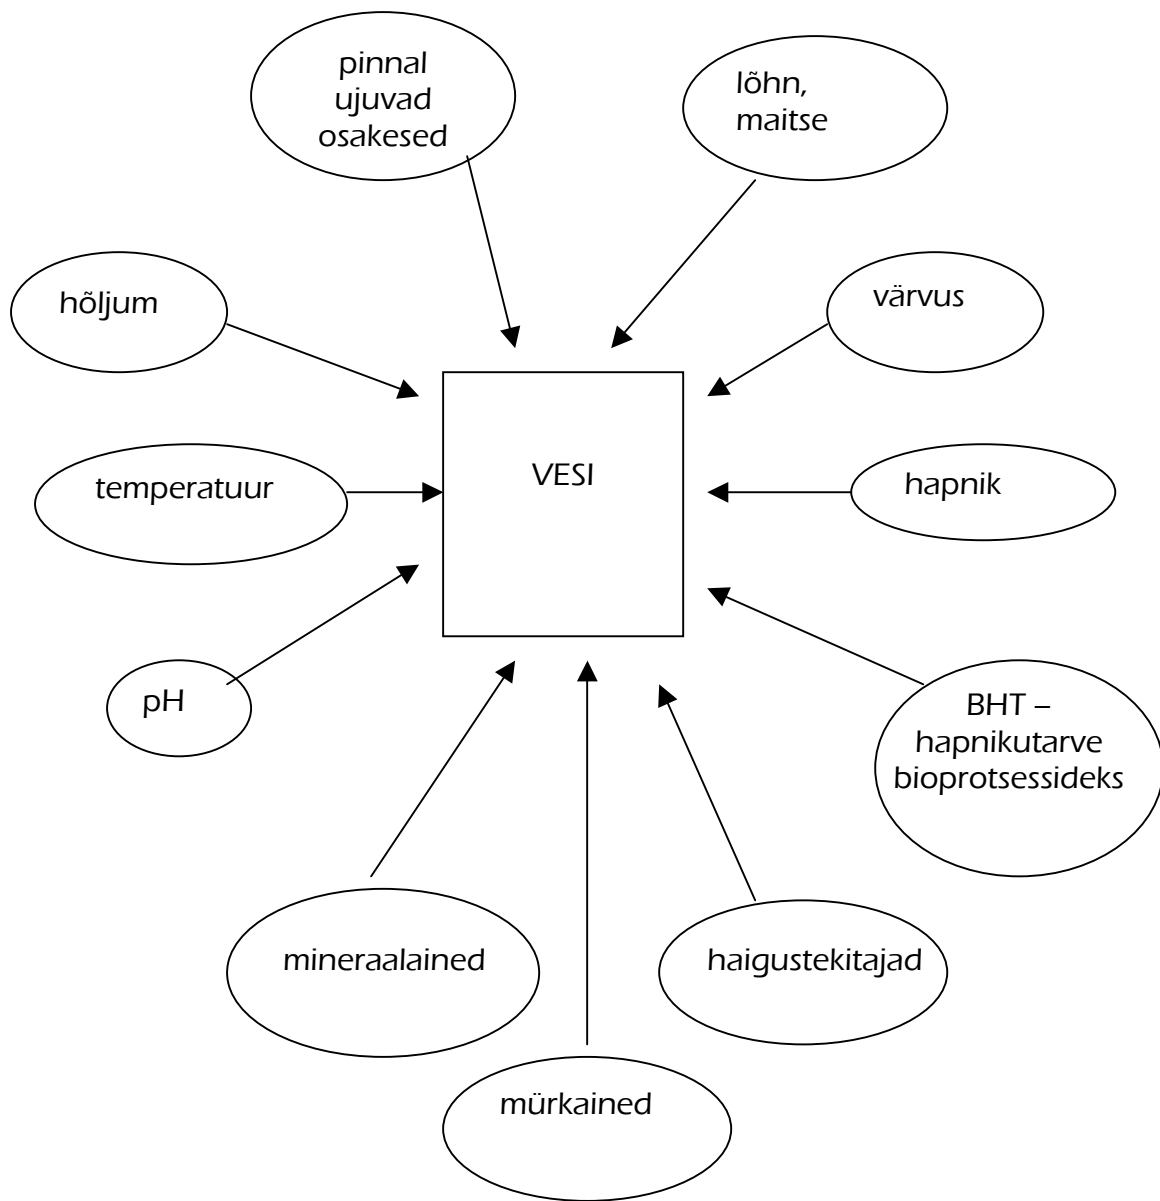 pinnal
ujuvad
osakesed
lõhn,
maitse
hõljum
värvus
temperatuur
VESI
hapnik
pH
BHT –
hapnikutarve
bioprotsessideks
mineraalained
haigustekitajad
mürkained